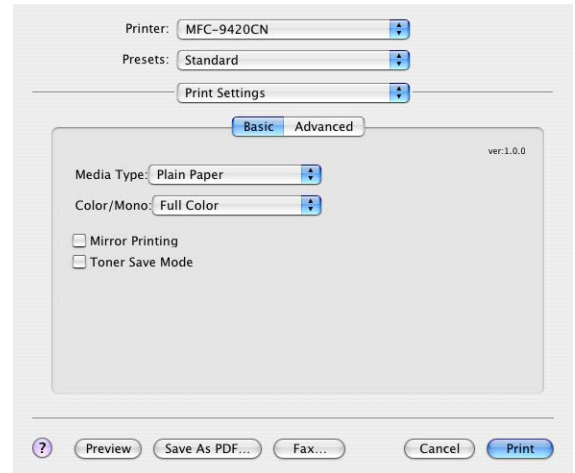 Printer: MFC-9420CN
Presets: Standard
Print Settings
Basic Advanced
ver:1.0.0
Media Type: Plain Paper
Color/Mono: Full Color
Mirror Printing
Toner Save Mode
? Preview Save As PDF... Fax... Cancel Print